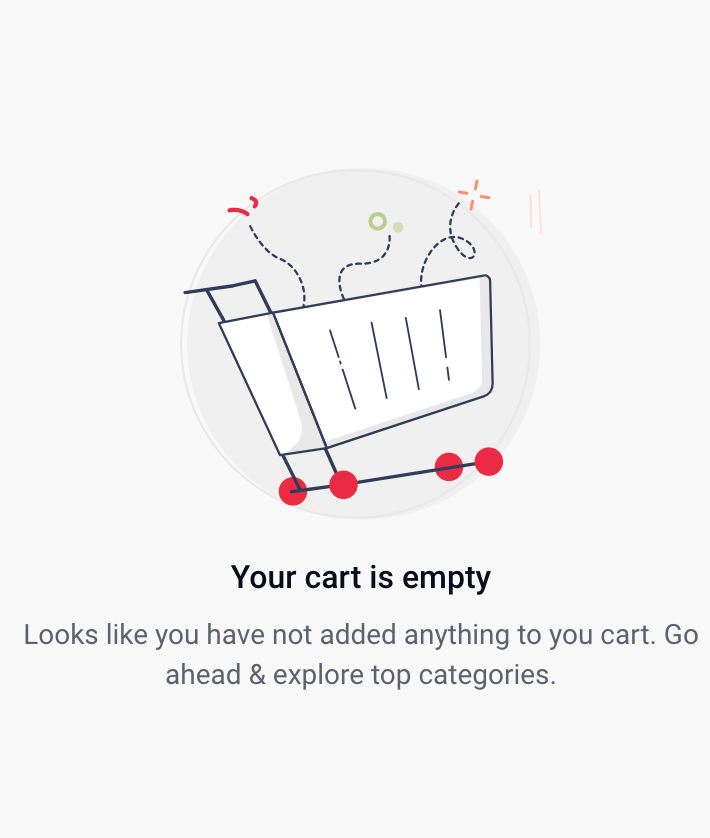 Your cart is empty
Looks like you have not added anything to you cart. Go
ahead & explore top categories.